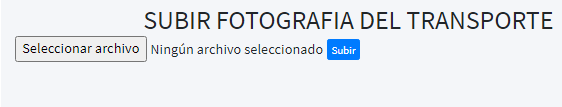 SUBIR FOTOGRAFIA DEL TRANSPORTE
Seleccionar archivo Ningún archivo seleccionado Subir